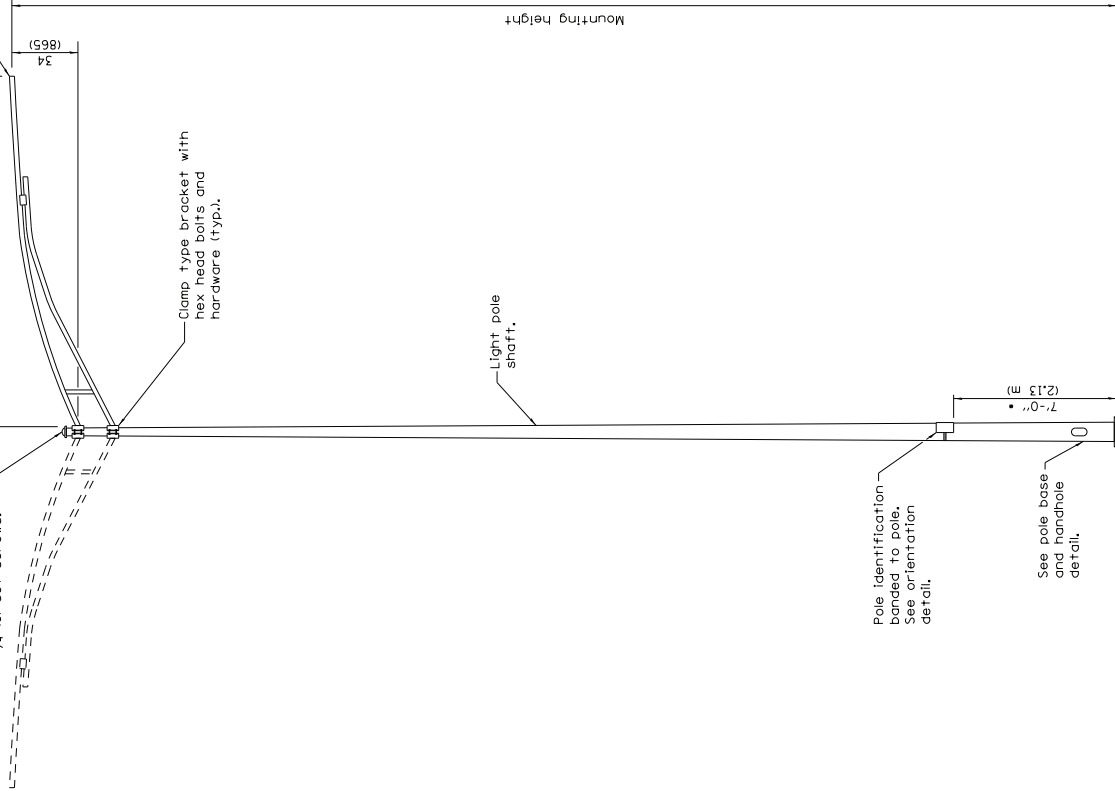 Mounting height
34
(865)
Clamp type bracket with
hex head bolts and
hardware (typ.).
Light pole
shaft.
7'-0" •
(2.13 m)
Pole identification
banded to pole.
See orientation
detail.
See pole base
and handhole
detail.